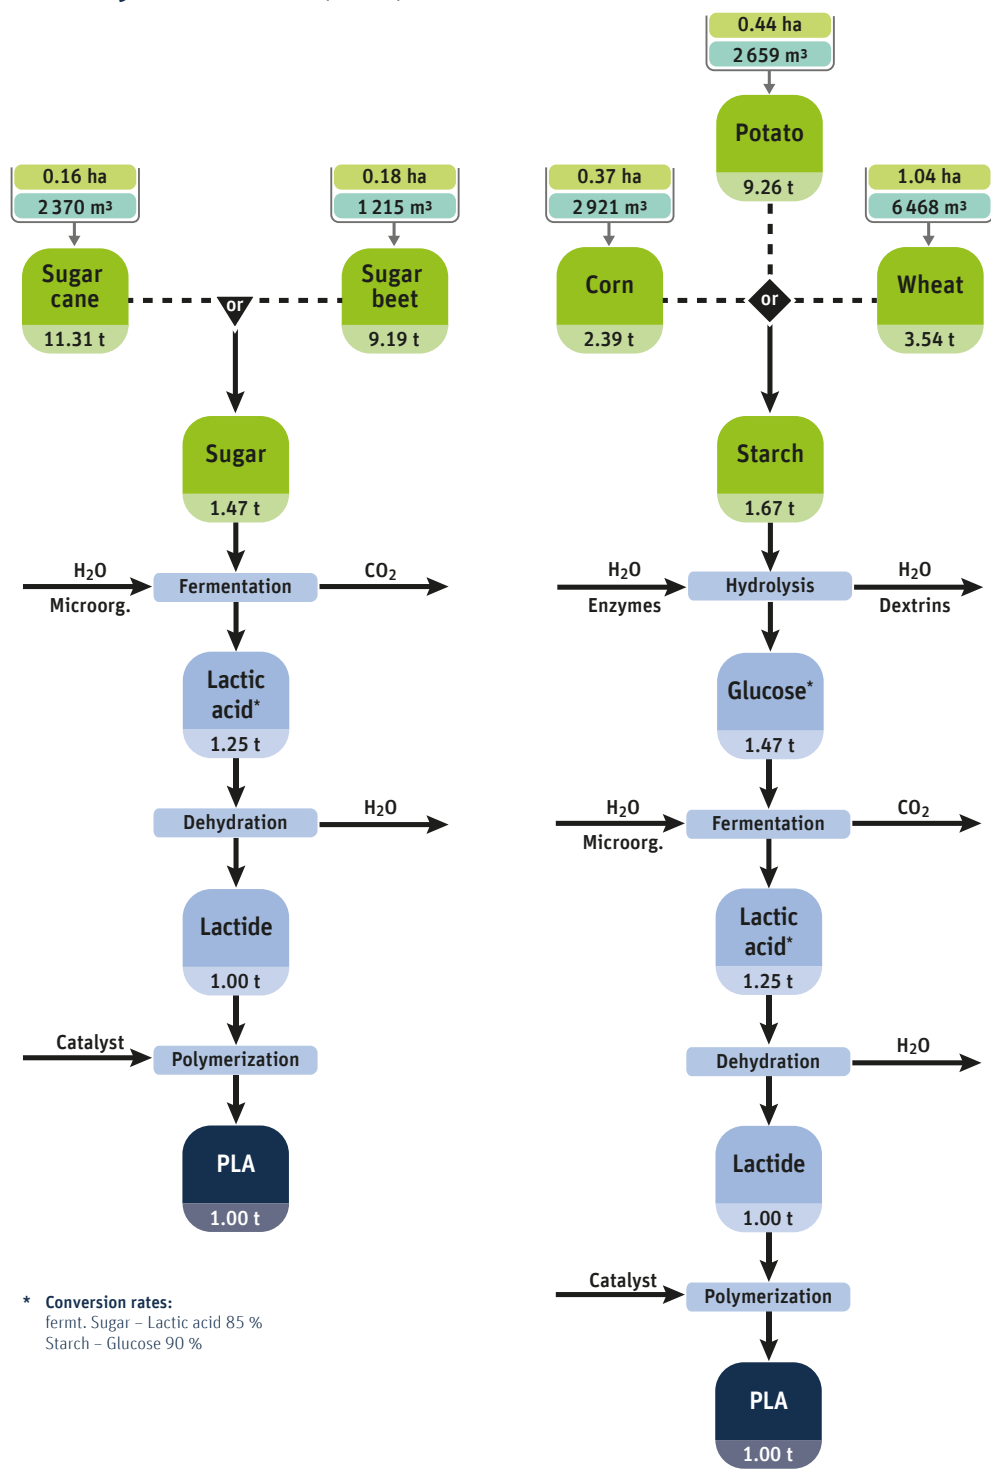 0.16 ha
2 370 m³
Sugar
cane
11.31 t
0.18 ha
1 215 m³
Sugar
beet
9.19 t
or
Sugar
1.47 t
H₂O
Microorg.
Fermentation
CO₂
Lactic
acid*
1.25 t
Dehydration
H₂O
Lactide
1.00 t
Catalyst
Polymerization
PLA
1.00 t
* Conversion rates:
fermt. Sugar – Lactic acid 85 %
Starch – Glucose 90 %
0.44 ha
2 659 m³
Potato
9.26 t
0.37 ha
2 921 m³
Corn
2.39 t
1.04 ha
6 468 m³
Wheat
3.54 t
or
Starch
1.67 t
H₂O
Enzymes
Hydrolysis
H₂O
Dextrins
Glucose*
1.47 t
H₂O
Microorg.
Fermentation
CO₂
Lactic
acid*
1.25 t
Dehydration
H₂O
Lactide
1.00 t
Catalyst
Polymerization
PLA
1.00 t